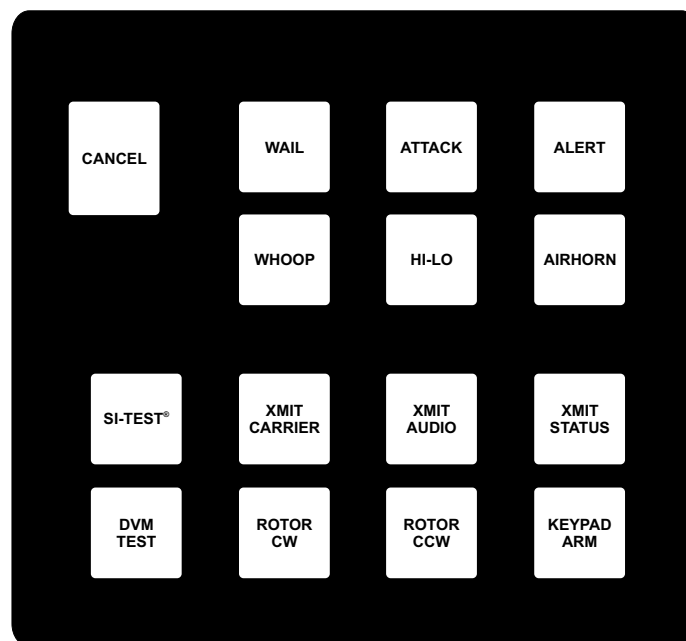 CANCEL
WAIL
ATTACK
ALERT
WHOOP
HI-LO
AIRHORN
SI-TEST®
XMIT
CARRIER
XMIT
AUDIO
XMIT
STATUS
DVM
TEST
ROTOR
CW
ROTOR
CCW
KEYPAD
ARM